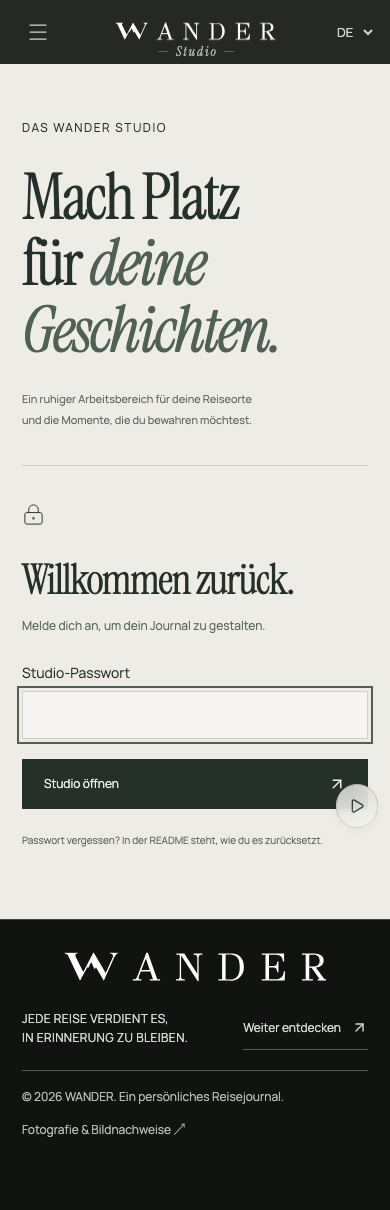 WANDER
Studio
DE
DAS WANDER STUDIO
Mach Platz
für deine
Geschichten.
Ein ruhiger Arbeitsbereich für deine Reiseorte
und die Momente, die du bewahren möchtest.
Willkommen zurück.
Melde dich an, um dein Journal zu gestalten.
Studio-Passwort
Studio öffnen
Passwort vergessen? In der README steht, wie du es zurücksetzt.
WANDER
JEDE REISE VERDIENT ES,
IN ERINNERUNG ZU BLEIBEN.
Weiter entdecken
© 2026 WANDER. Ein persönliches Reisejournal.
Fotografie & Bildnachweise